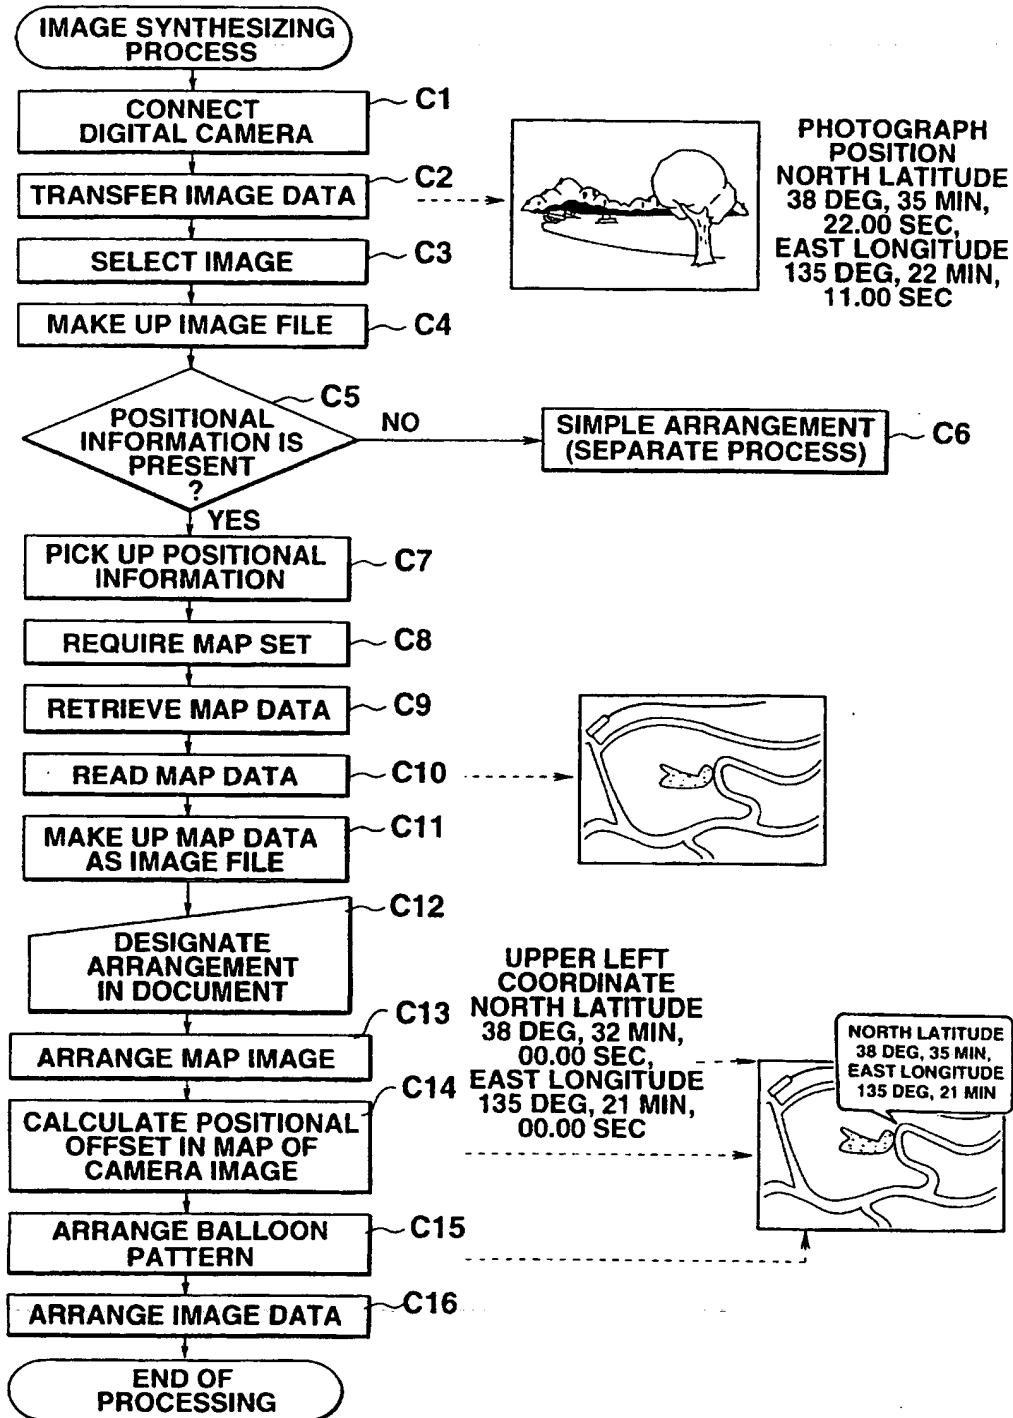 IMAGE SYNTHESIZING
PROCESS
C1
CONNECT
DIGITAL CAMERA
C2
TRANSFER IMAGE DATA
PHOTOGRAPH
POSITION
NORTH LATITUDE
38 DEG, 35 MIN,
22.00 SEC,
EAST LONGITUDE
135 DEG, 22 MIN,
11.00 SEC
C3
SELECT IMAGE
C4
MAKE UP IMAGE FILE
C5
POSITIONAL
INFORMATION IS
PRESENT
?
NO
SIMPLE ARRANGEMENT
(SEPARATE PROCESS)
C6
YES
PICK UP POSITIONAL
INFORMATION
C7
REQUIRE MAP SET
C8
RETRIEVE MAP DATA
C9
READ MAP DATA
C10
MAKE UP MAP DATA
AS IMAGE FILE
C11
C12
DESIGNATE
ARRANGEMENT
IN DOCUMENT
C13
ARRANGE MAP IMAGE
UPPER LEFT
COORDINATE
NORTH LATITUDE
38 DEG, 32 MIN,
00.00 SEC,
EAST LONGITUDE
135 DEG, 21 MIN,
00.00 SEC
NORTH LATITUDE
38 DEG, 35 MIN,
EAST LONGITUDE
135 DEG, 21 MIN
C14
CALCULATE POSITIONAL
OFFSET IN MAP OF
CAMERA IMAGE
C15
ARRANGE BALLOON
PATTERN
C16
ARRANGE IMAGE DATA
END OF
PROCESSING